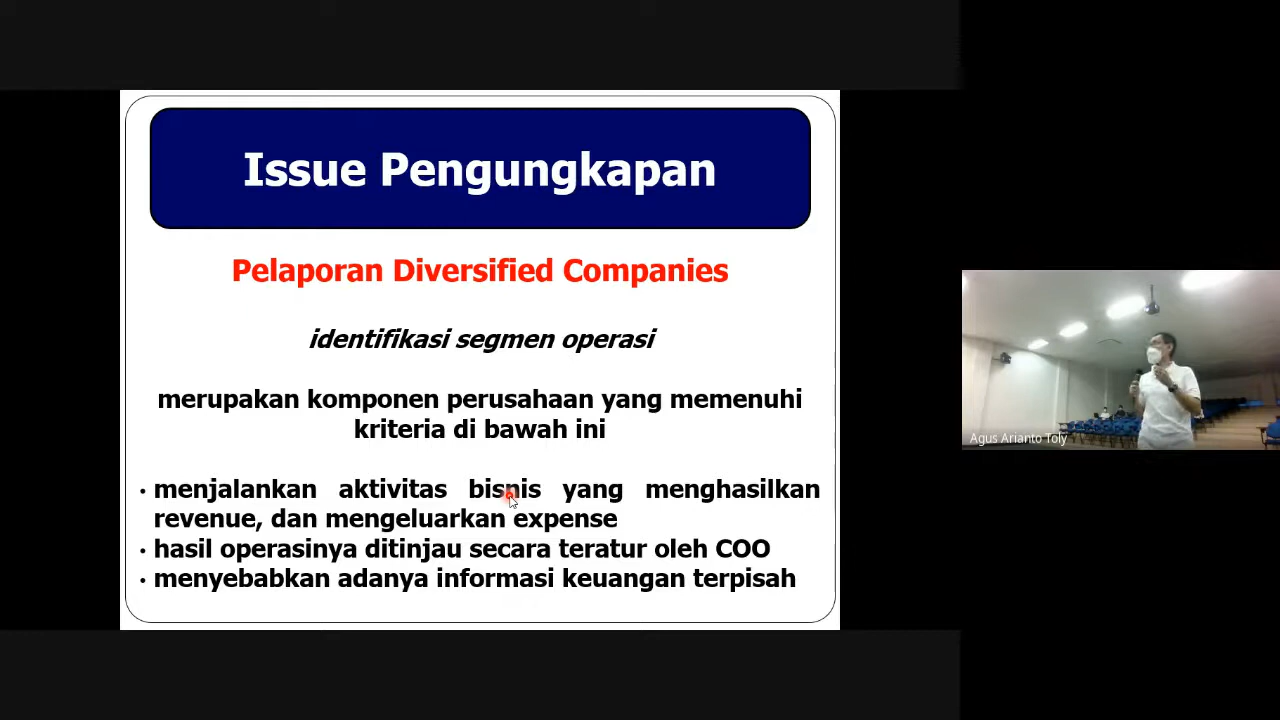 Issue Pengungkapan
Pelaporan Diversified Companies
identifikasi segmen operasi
merupakan komponen perusahaan yang memenuhi
kriteria di bawah ini
• menjalankan aktivitas bisnis yang menghasilkan
revenue, dan mengeluarkan expense
• hasil operasinya ditinjau secara teratur oleh COO
• menyebabkan adanya informasi keuangan terpisah
Agus Arianto Toly